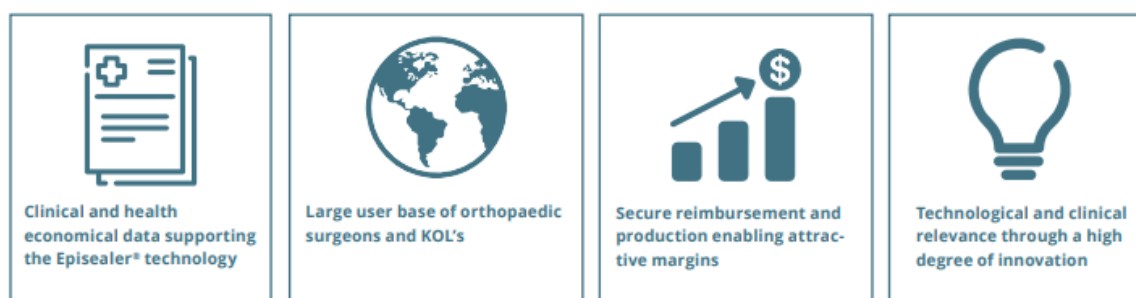 $
Clinical and health
economical data supporting
the Episealer® technology
Large user base of orthopaedic
surgeons and KOL's
Secure reimbursement and
production enabling attrac-
tive margins
Technological and clinical
relevance through a high
degree of innovation